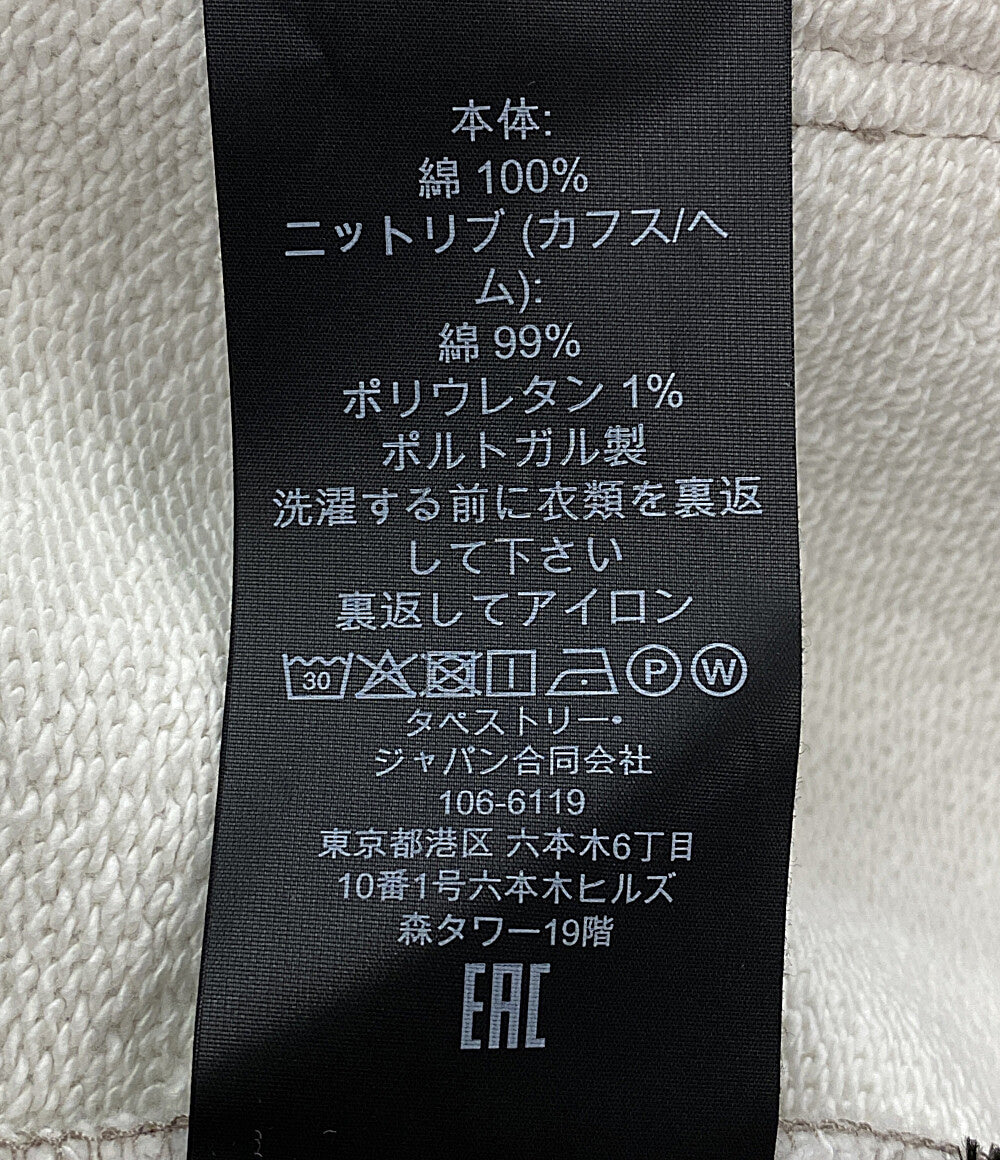 本体:
綿 100%
ニットリブ (カフス/ヘ
ム):
綿 99%
ポリウレタン 1%
ポルトガル製
洗濯する前に衣類を裏返
して下さい
裏返してアイロン
30 P W
タペストリー・
ジャパン合同会社
106-6119
東京都港区 六本木6丁目
10番1号六本木ヒルズ
森タワー19階
EAC